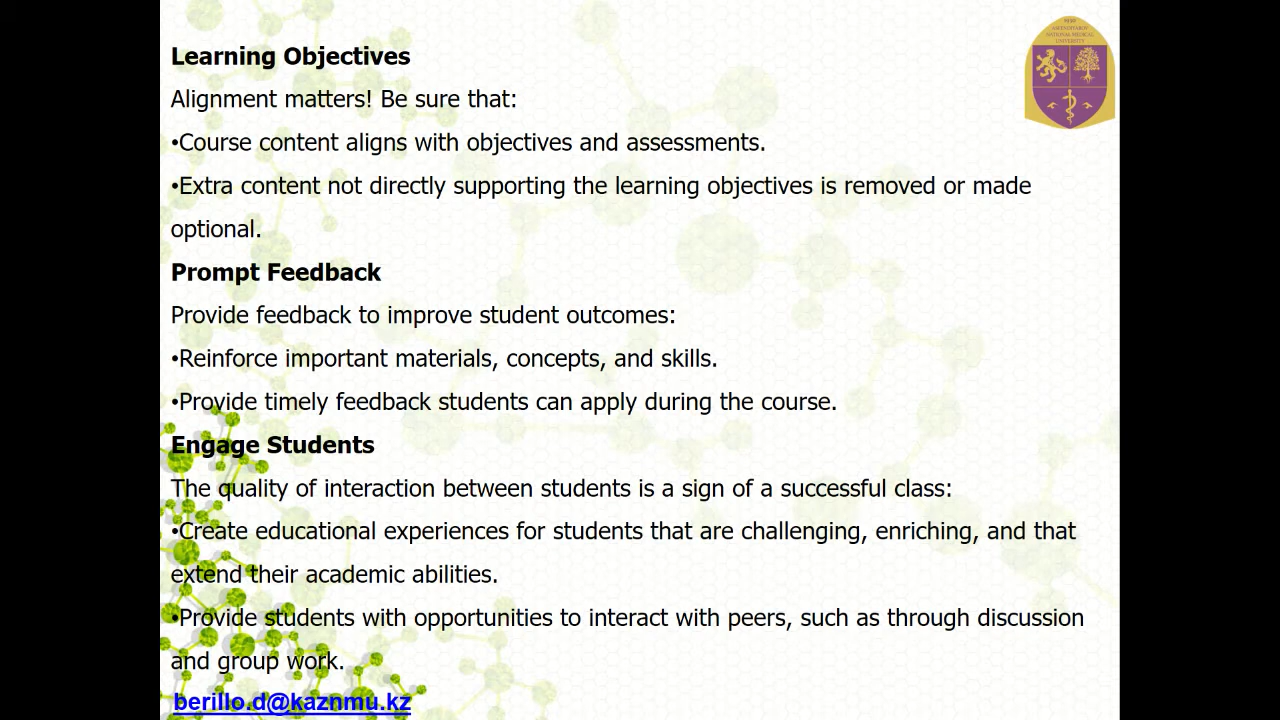 Learning Objectives
Alignment matters! Be sure that:
•Course content aligns with objectives and assessments.
•Extra content not directly supporting the learning objectives is removed or made
optional.
Prompt Feedback
Provide feedback to improve student outcomes:
•Reinforce important materials, concepts, and skills.
•Provide timely feedback students can apply during the course.
Engage Students
The quality of interaction between students is a sign of a successful class:
•Create educational experiences for students that are challenging, enriching, and that
extend their academic abilities.
•Provide students with opportunities to interact with peers, such as through discussion
and group work.
berillo.d@kaznmu.kz
NATIONAL MEDICAL
UNIVERSITY